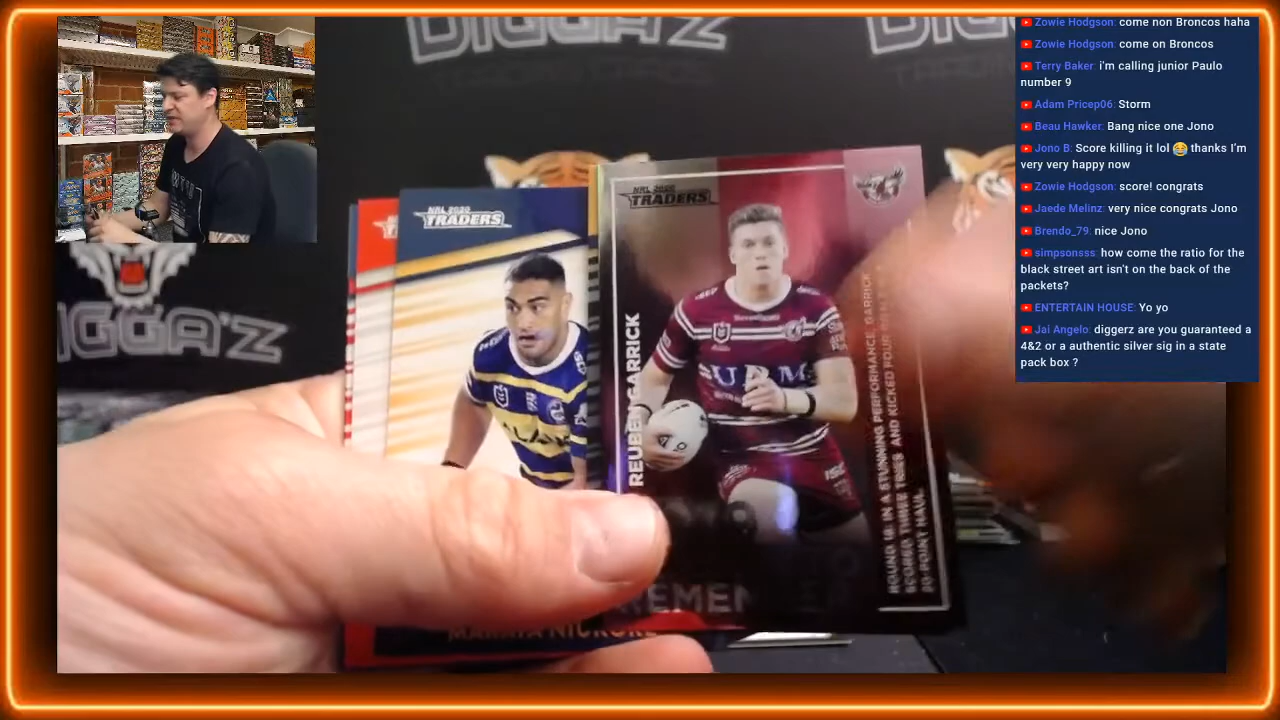 DIGGA'Z
Zowie Hodgson: come non Broncos haha
Zowie Hodgson: come on Broncos
Terry Baker: i'm calling junior Paulo
number 9
Adam Pricep06: Storm
Beau Hawker: Bang nice one Jono
Jono B: Score killing it lol 😂 thanks I'm
very very happy now
Zowie Hodgson: score! congrats
Jaede Melinz: very nice congrats Jono
Brendo_79: nice Jono
simpsonsss: how come the ratio for the
black street art isn't on the back of the
packets?
ENTERTAIN HOUSE: Yo yo
Jai Angelo: diggerz are you guaranteed a
4&2 or a authentic silver sig in a state
pack box ?
NRL 2020
TRADERS
NRL 2020
TRADERS
REUBEN GARRICK
URM
ROUND 18: IN A STUNNING PERFORMANCE, GARRICK
SCORED THREE TRIES AND KICKED FOUR
POINT HAUL